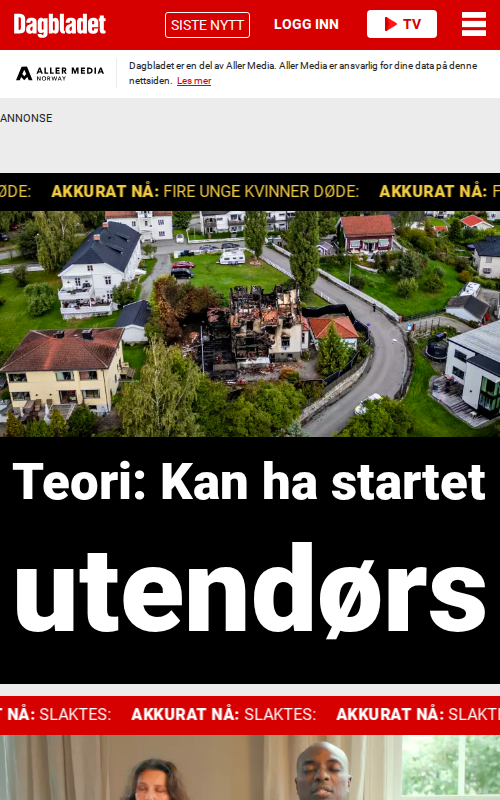 Dagbladet
SISTE NYTT
LOGG INN
TV
ALLER MEDIA
NORWAY
Dagbladet er en del av Aller Media. Aller Media er ansvarlig for dine data på denne
nettsiden. Les mer
ANNONSE
ØDE: AKKURAT NÅ: FIRE UNGE KVINNER DØDE: AKKURAT NÅ: F
Teori: Kan ha startet
utendørs
T NÅ: SLAKTES: AKKURAT NÅ: SLAKTES: AKKURAT NÅ: SLAKT